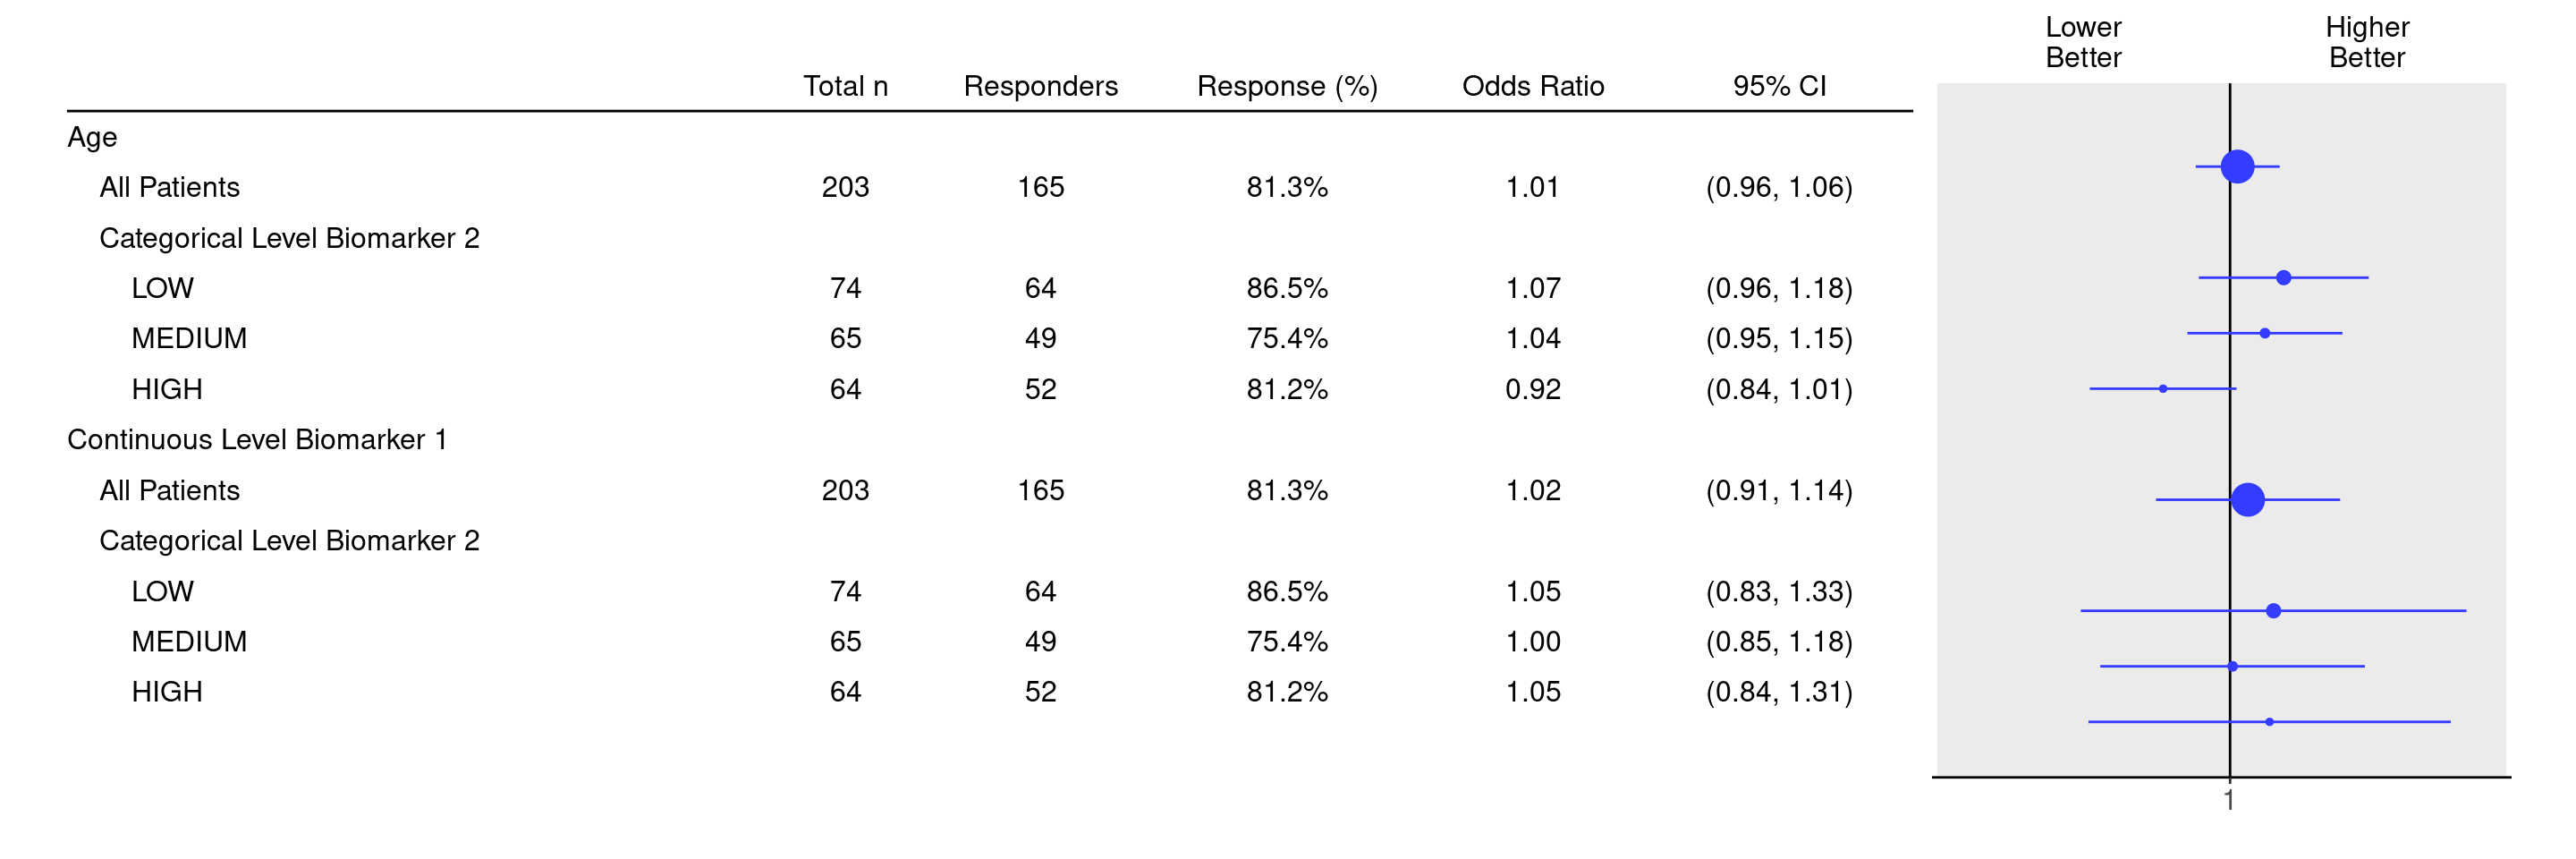 Lower Higher
Better Better
Total n Responders Response (%) Odds Ratio 95% CI
Age
All Patients 203 165 81.3% 1.01 (0.96, 1.06)
Categorical Level Biomarker 2
LOW 74 64 86.5% 1.07 (0.96, 1.18)
MEDIUM 65 49 75.4% 1.04 (0.95, 1.15)
HIGH 64 52 81.2% 0.92 (0.84, 1.01)
Continuous Level Biomarker 1
All Patients 203 165 81.3% 1.02 (0.91, 1.14)
Categorical Level Biomarker 2
LOW 74 64 86.5% 1.05 (0.83, 1.33)
MEDIUM 65 49 75.4% 1.00 (0.85, 1.18)
HIGH 64 52 81.2% 1.05 (0.84, 1.31)
1